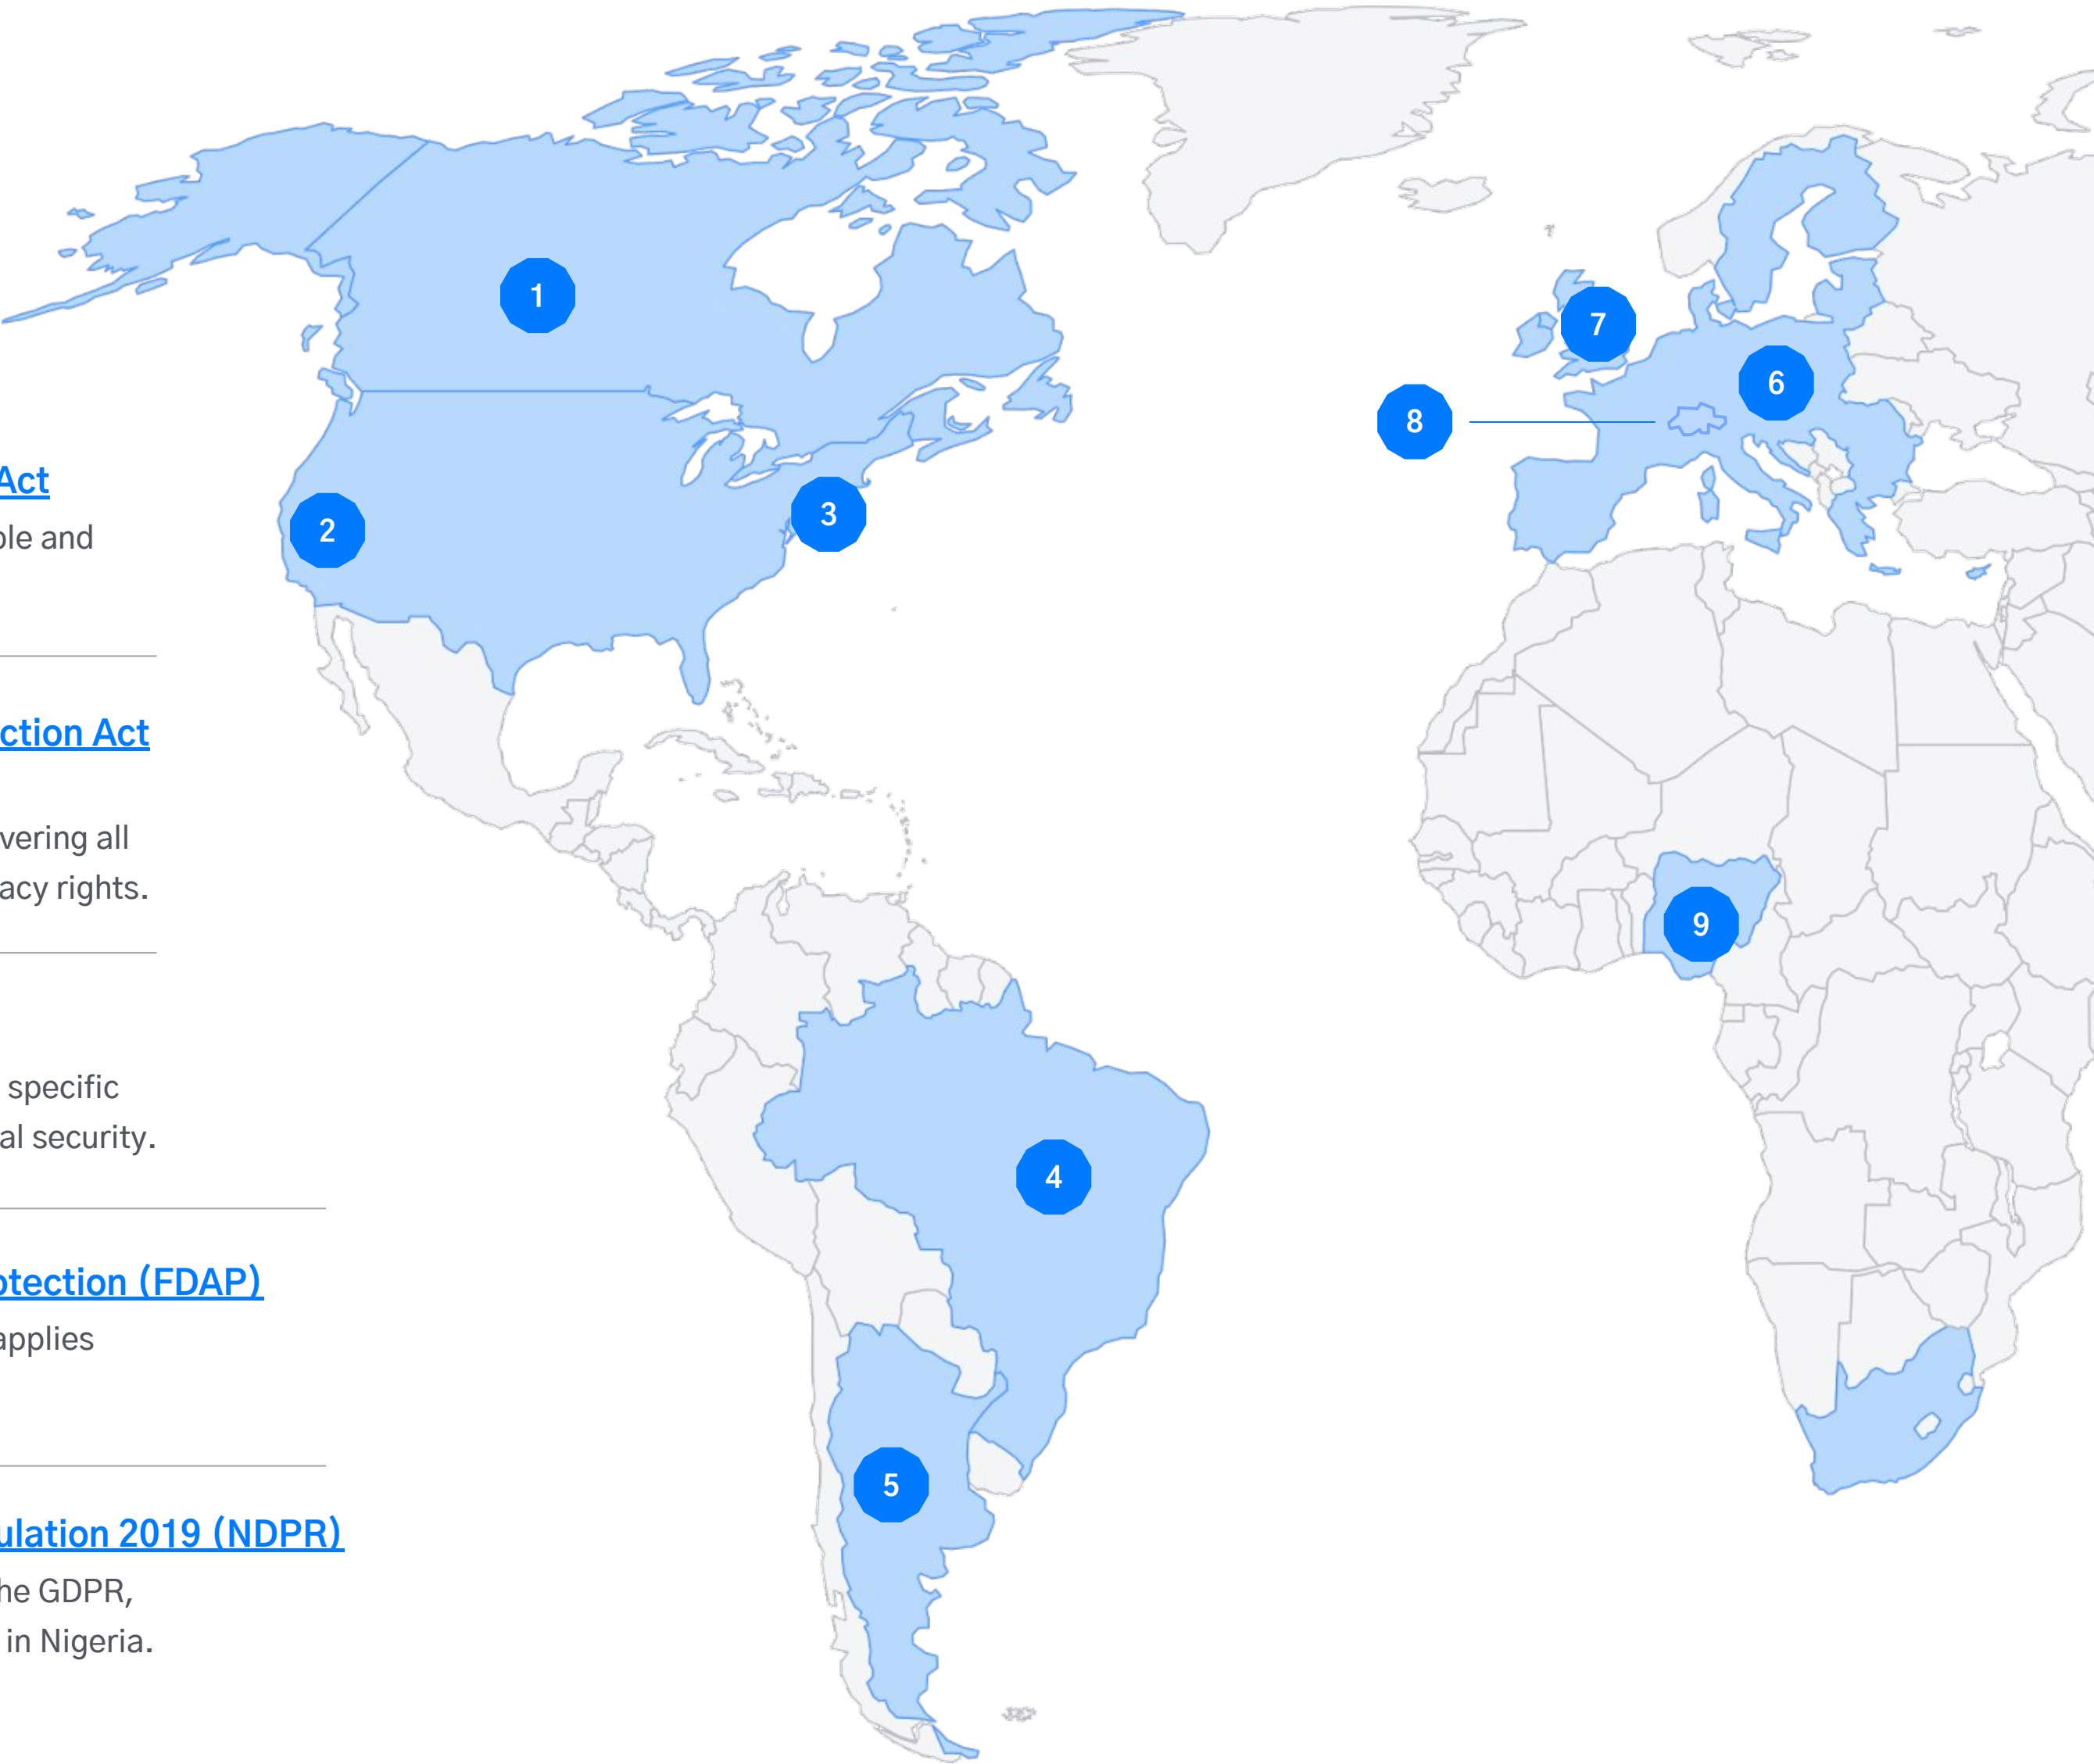 Act
and
ction Act
vering all
acy rights.
specific
al security.
otection (FDAP)
applies
ulation 2019 (NDPR)
he GDPR,
in Nigeria.
1
2
3
4
5
6
7
8
9